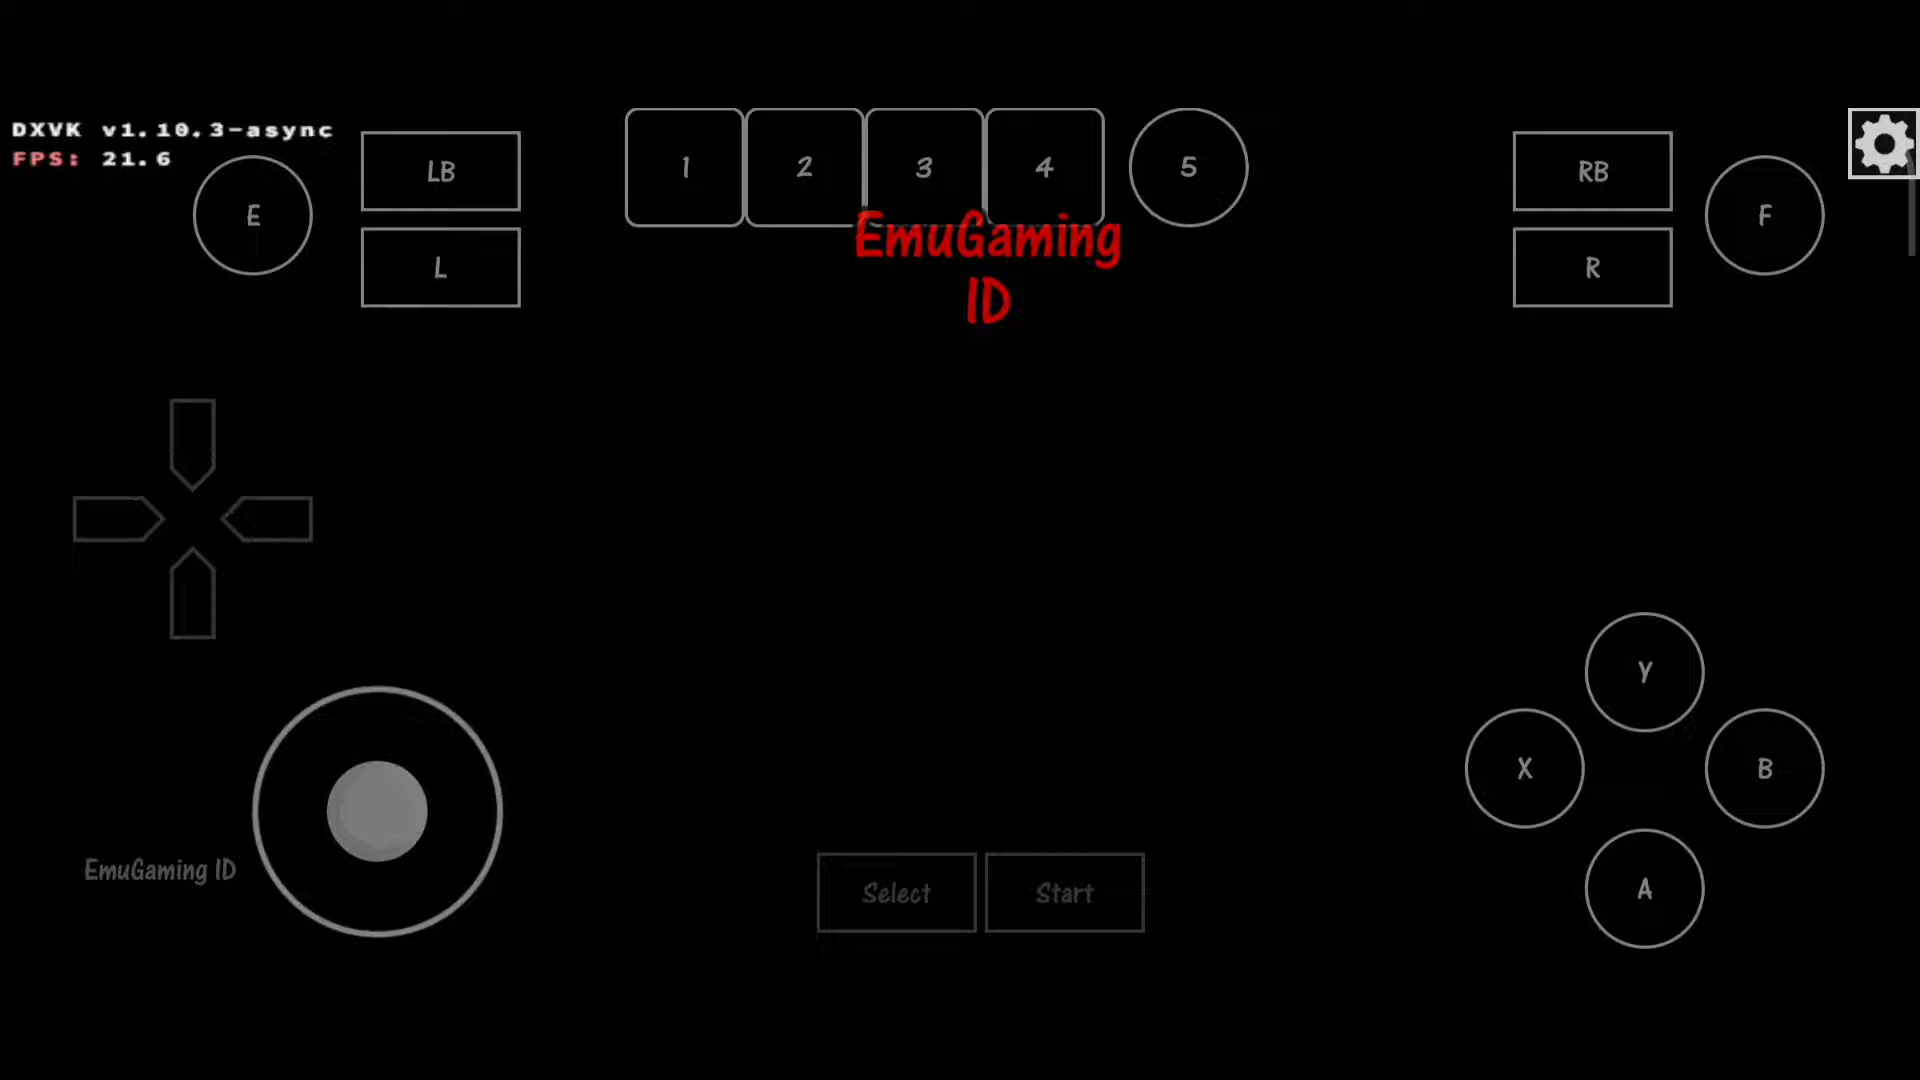 DXVK v1.10.3-async
FPS: 21.6
E
LB
L
1
2
3
4
5
RB
R
F
EmuGaming
ID
Y
X
B
A
EmuGaming ID
Select
Start